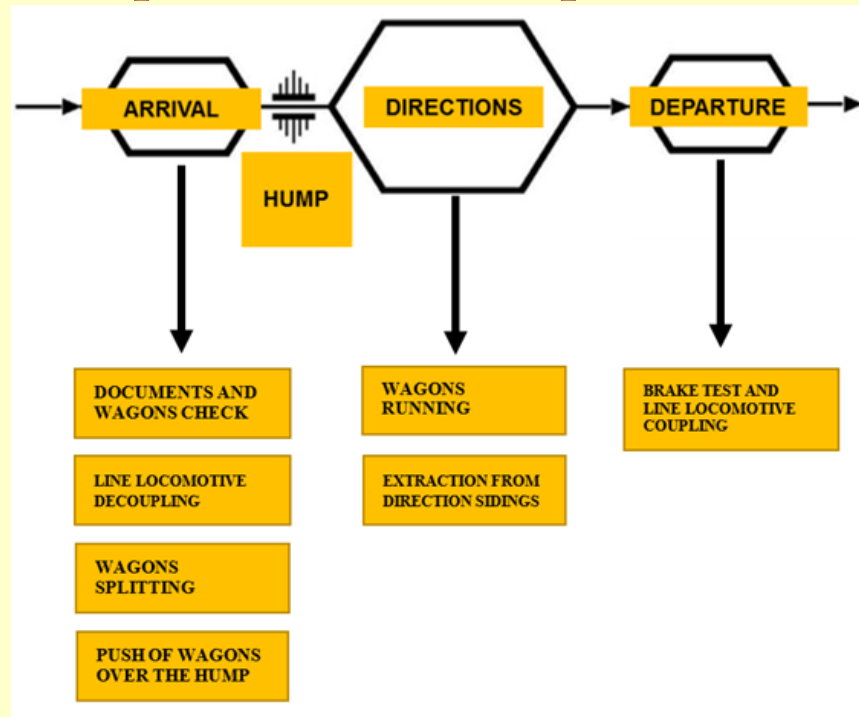 ARRIVAL
DIRECTIONS
DEPARTURE
HUMP
DOCUMENTS AND
WAGONS CHECK
LINE LOCOMOTIVE
DECOUPLING
WAGONS
SPLITTING
PUSH OF WAGONS
OVER THE HUMP
WAGONS
RUNNING
EXTRACTION FROM
DIRECTION SIDINGS
BRAKE TEST AND
LINE LOCOMOTIVE
COUPLING